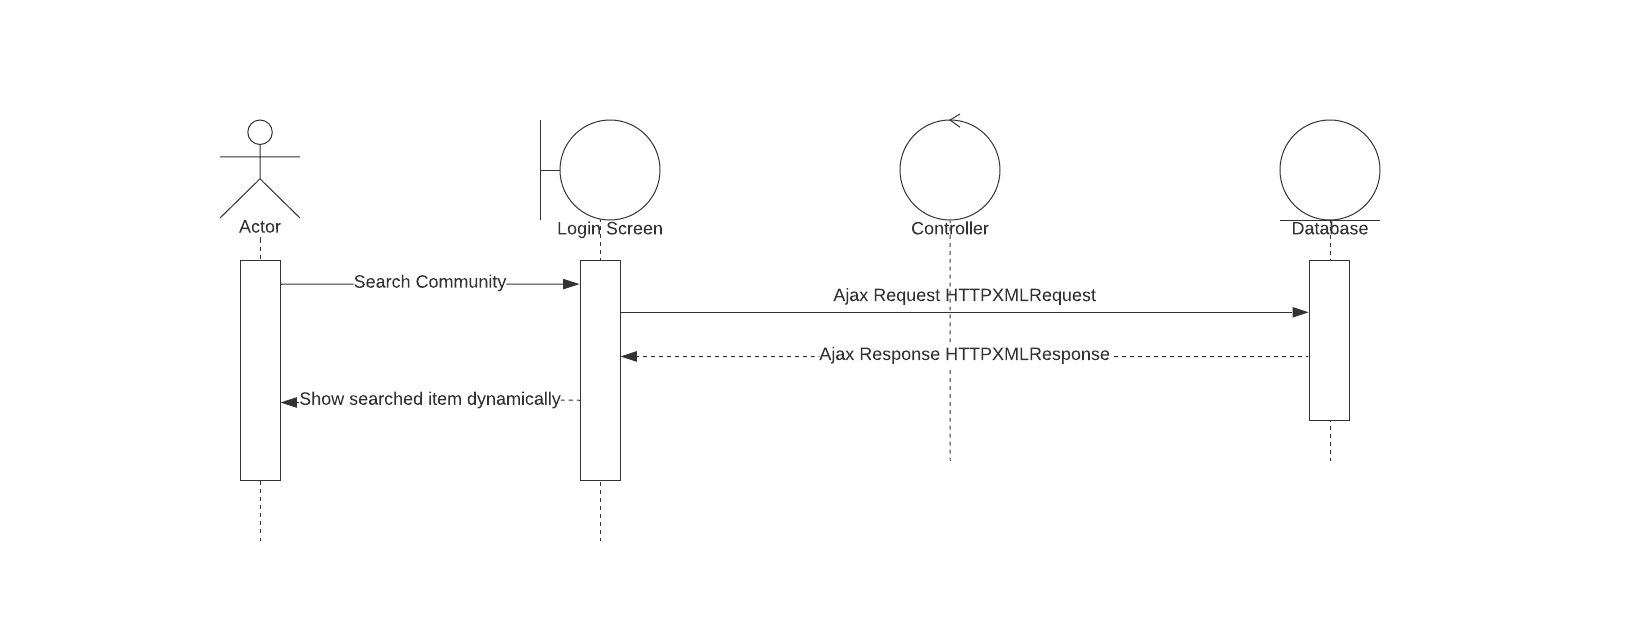 Actor
Login Screen
Controller
Database
Search Community
Ajax Request HTTPXMLRequest
Ajax Response HTTPXMLResponse
Show searched item dynamically